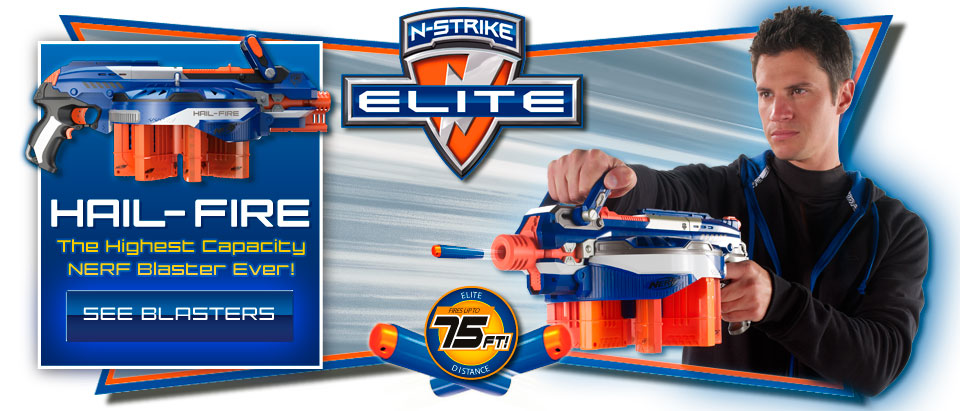 N-STRIKE
ELITE
HAIL-FIRE
HAIL-FIRE
The Highest Capacity
NERF Blaster Ever!
SEE BLASTERS
ELITE
FIRES UP TO
75FT!
DISTANCE
NERF